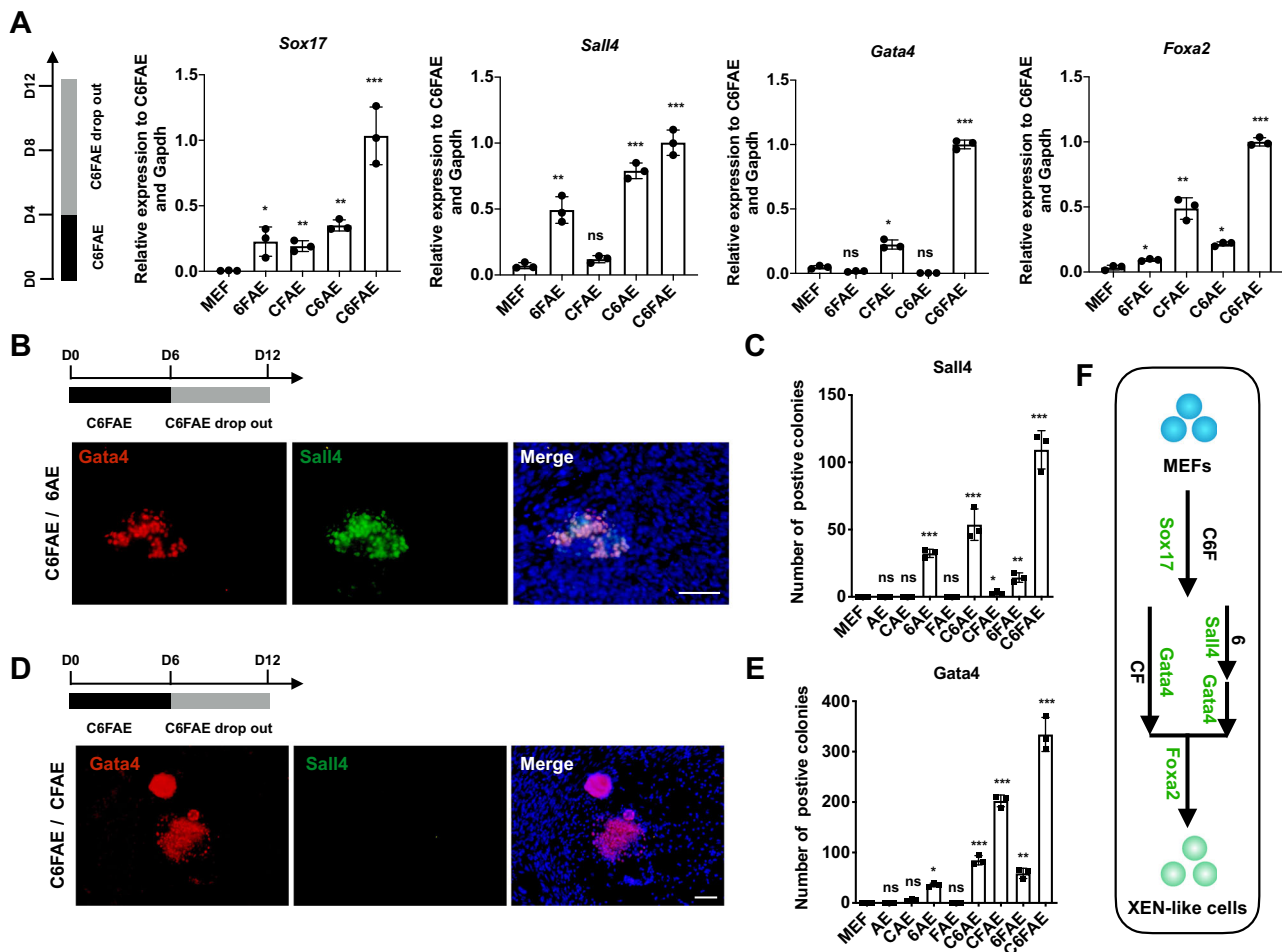 A
D12
D8
D4
D0
C6FAE drop out
C6FAE
Sox17
Relative expression to C6FAE
and Gapdh
1.5
1.0
0.5
0.0
*
**
**
***
MEF
6FAE
CFAE
C6AE
C6FAE
Sall4
Relative expression to C6FAE
and Gapdh
1.5
1.0
0.5
0.0
**
ns
***
***
MEF
6FAE
CFAE
C6AE
C6FAE
Gata4
Relative expression to C6FAE
and Gapdh
1.5
1.0
0.5
0.0
ns
*
ns
***
MEF
6FAE
CFAE
C6AE
C6FAE
Foxa2
Relative expression to C6FAE
and Gapdh
1.5
1.0
0.5
0.0
*
**
*
***
MEF
6FAE
CFAE
C6AE
C6FAE
B
D0 D6 D12
C6FAE C6FAE drop out
C6FAE / 6AE
Gata4
Sall4
Merge
C
Sall4
Number of postive colonies
150
100
50
0
ns
ns
***
ns
***
*
**
***
MEF
AE
CAE
6AE
FAE
C6AE
CFAE
6FAE
C6FAE
D
D0 D6 D12
C6FAE C6FAE drop out
C6FAE / CFAE
Gata4
Sall4
Merge
E
Gata4
Number of postive colonies
400
300
200
100
0
ns
ns
*
ns
***
***
**
***
MEF
AE
CAE
6AE
FAE
C6AE
CFAE
6FAE
C6FAE
F
MEFs
Sox17
C6F
CF
Gata4
Sall4
6
Gata4
Foxa2
XEN-like cells